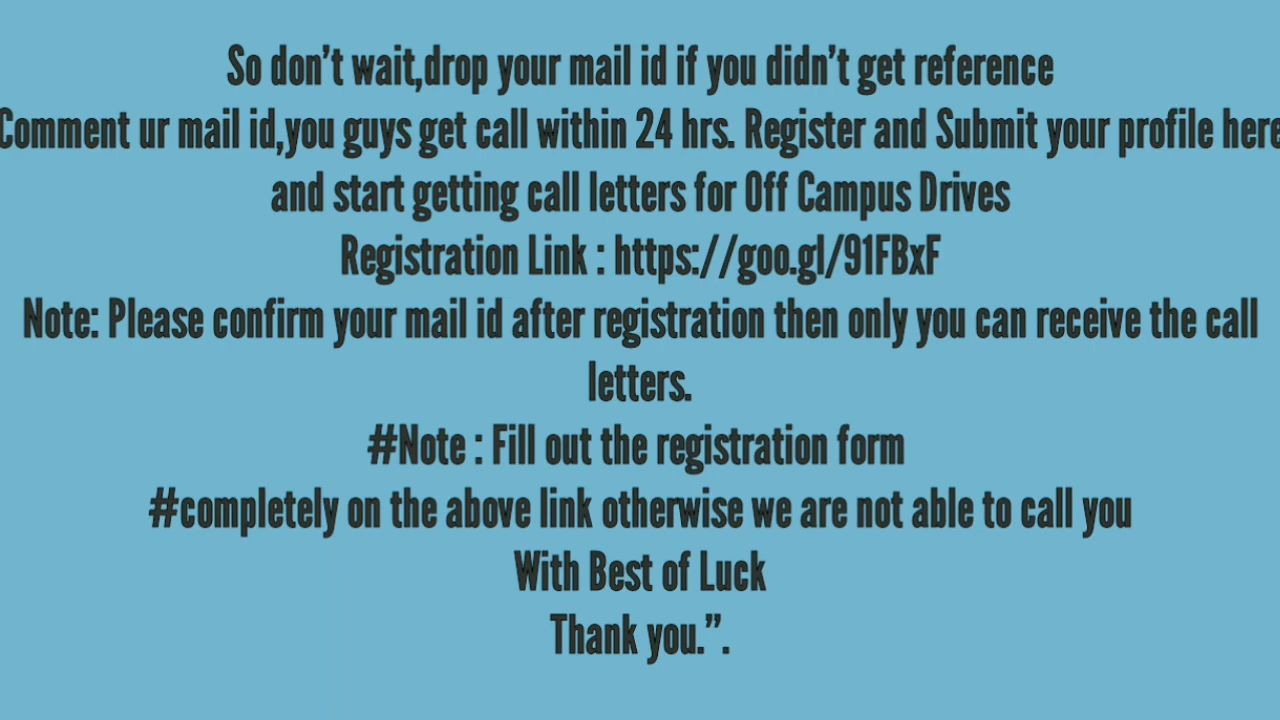 So don't wait,drop your mail id if you didn't get reference
Comment ur mail id,you guys get call within 24 hrs. Register and Submit your profile here
and start getting call letters for Off Campus Drives
Registration Link : https://goo.gl/91FBxF
Note: Please confirm your mail id after registration then only you can receive the call
letters.
#Note : Fill out the registration form
#completely on the above link otherwise we are not able to call you
With Best of Luck
Thank you.”.